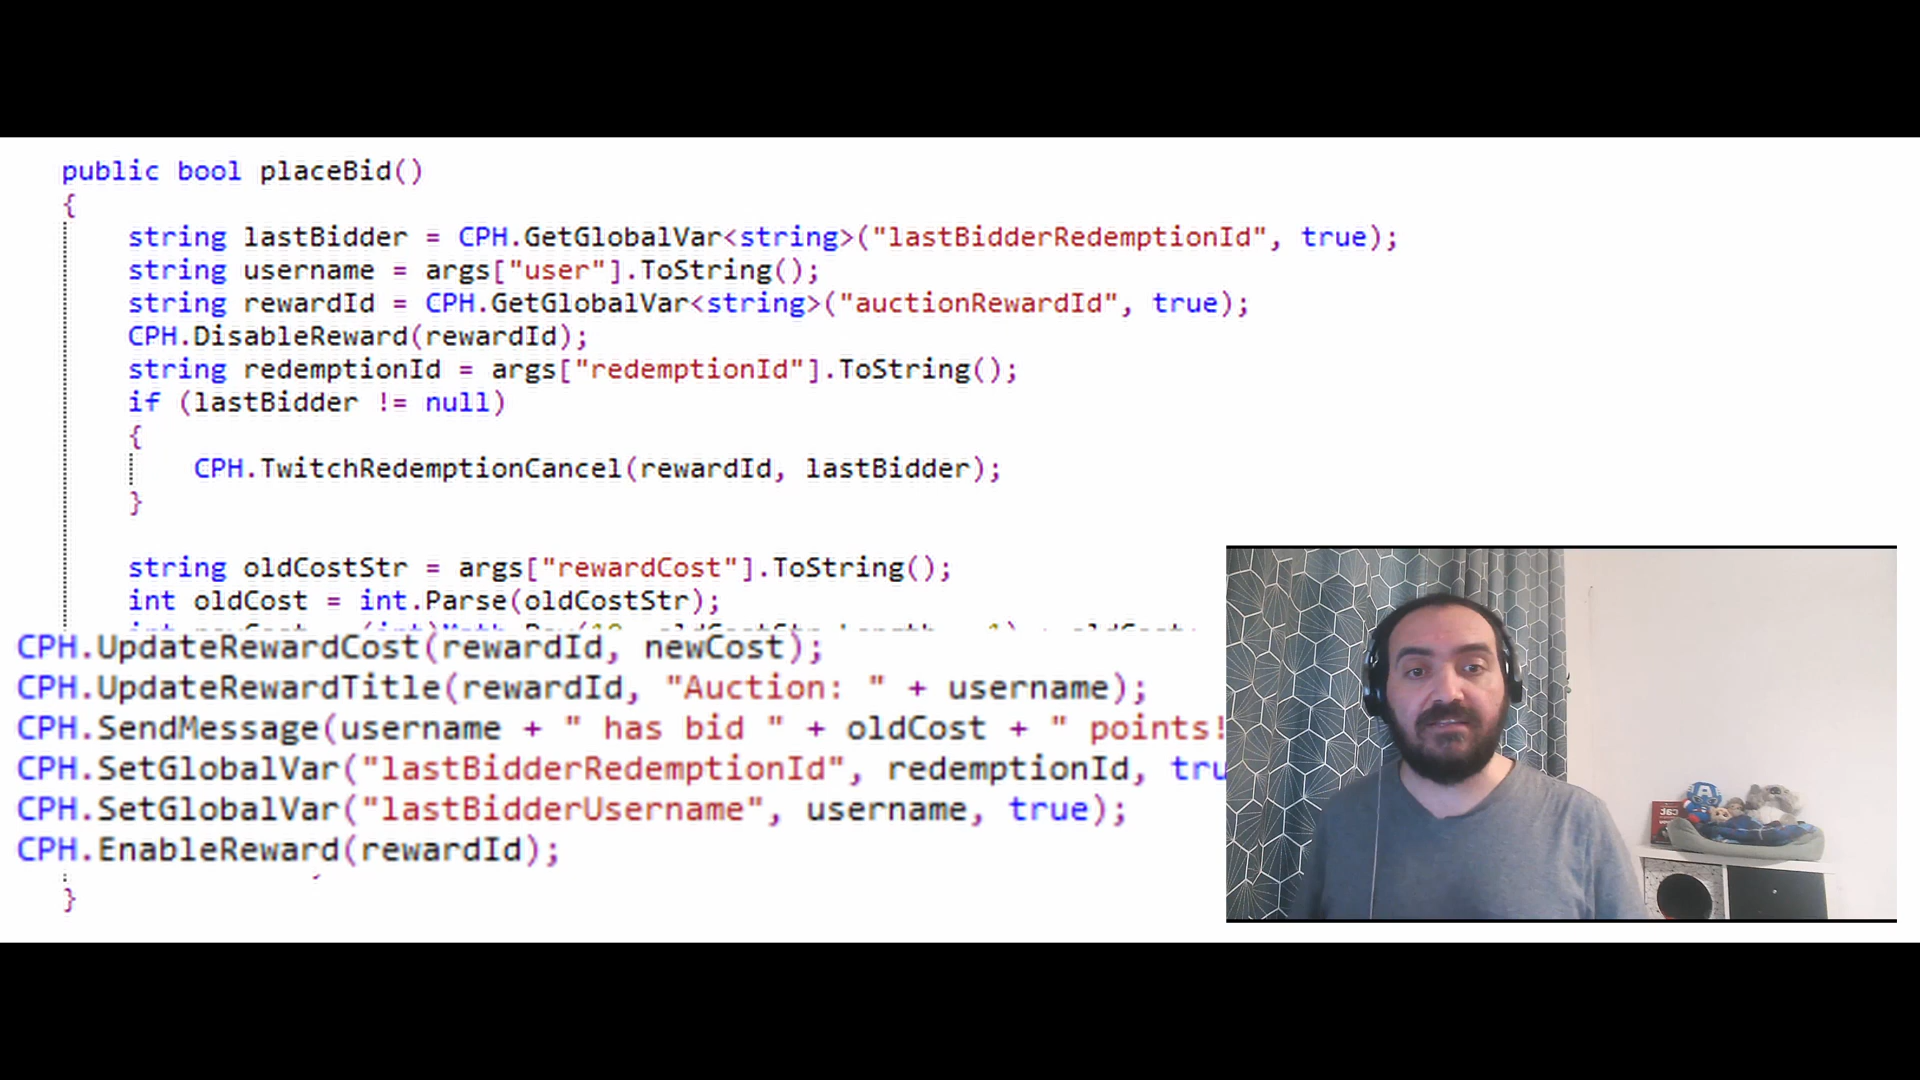 public bool placeBid()
{
string lastBidder = CPH.GetGlobalVar<string>("lastBidderRedemptionId", true);
string username = args["user"].ToString();
string rewardId = CPH.GetGlobalVar<string>("auctionRewardId", true);
CPH.DisableReward(rewardId);
string redemptionId = args["redemptionId"].ToString();
if (lastBidder != null)
{
CPH.TwitchRedemptionCancel(rewardId, lastBidder);
}
string oldCostStr = args["rewardCost"].ToString();
int oldCost = int.Parse(oldCostStr);
CPH.UpdateRewardCost(rewardId, newCost);
CPH.UpdateRewardTitle(rewardId, "Auction: " + username);
CPH.SendMessage(username + " has bid " + oldCost + " points!
CPH.SetGlobalVar("lastBidderRedemptionId", redemptionId, tru
CPH.SetGlobalVar("lastBidderUsername", username, true);
CPH.EnableReward(rewardId);
}